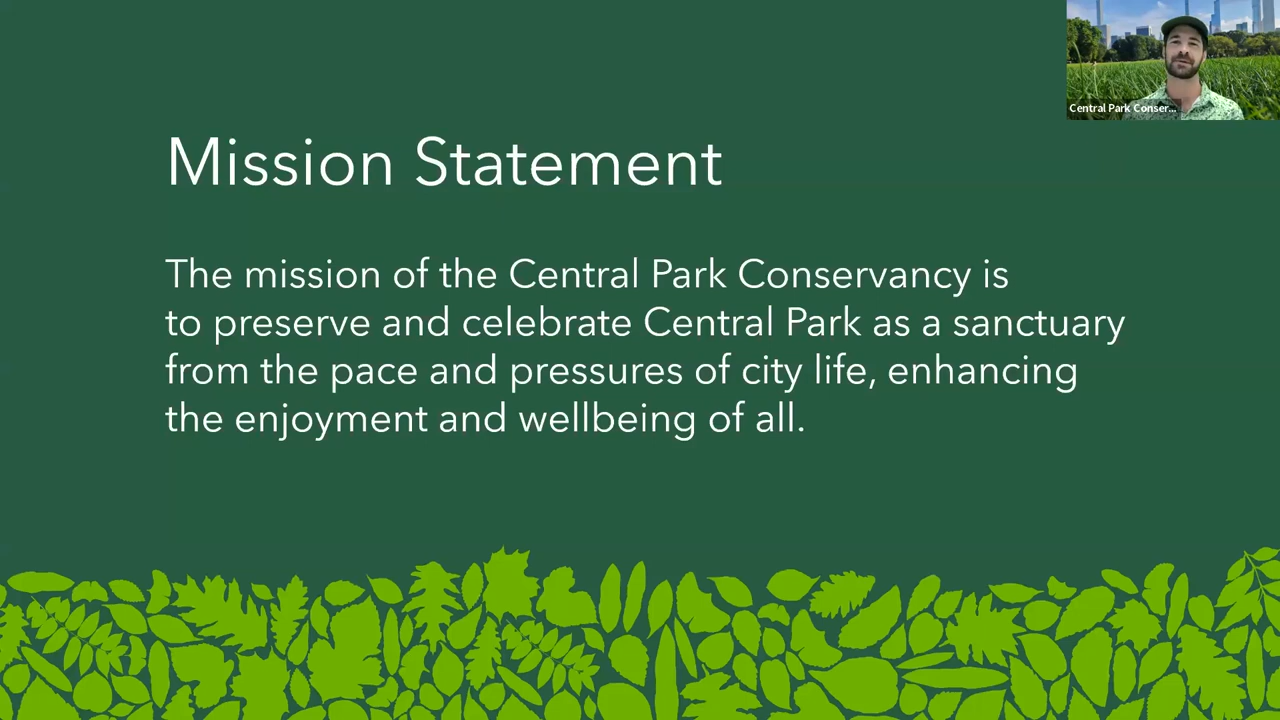 Central Park Conser...
Mission Statement
The mission of the Central Park Conservancy is
to preserve and celebrate Central Park as a sanctuary
from the pace and pressures of city life, enhancing
the enjoyment and wellbeing of all.